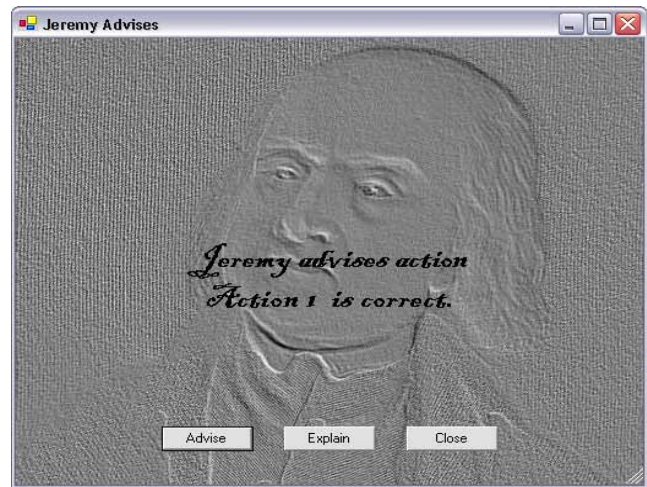 Jeremy Advises
Jeremy advises action
Action 1 is correct.
Advise Explain Close